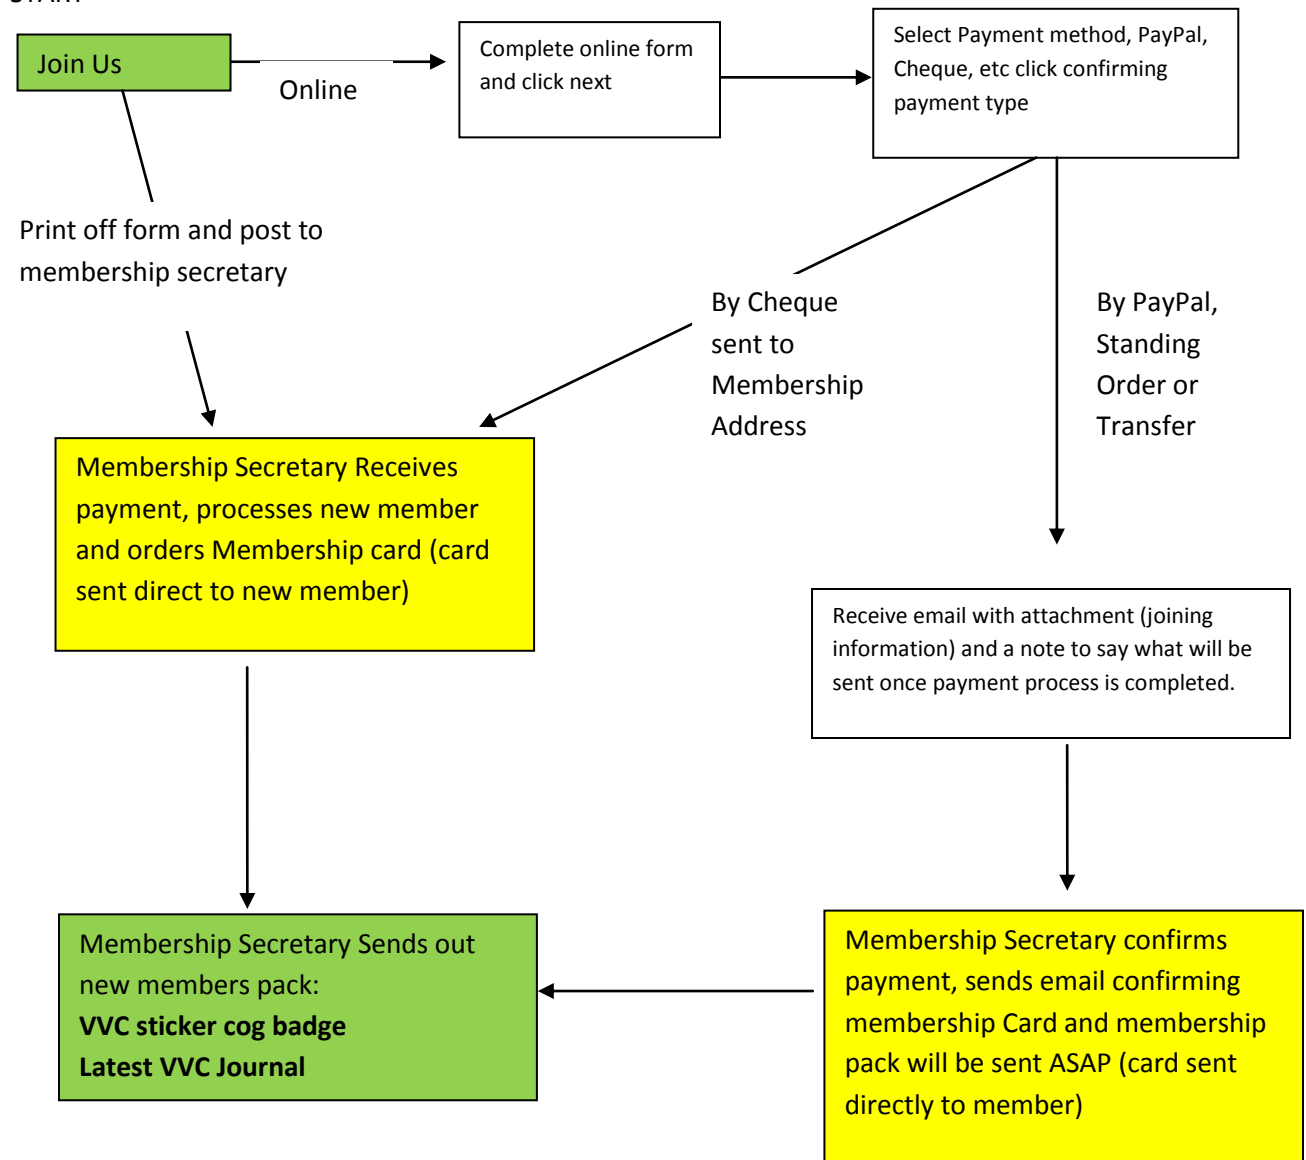 START
Join Us
Online
Complete online form
and click next
Select Payment method, PayPal,
Cheque, etc click confirming
payment type
Print off form and post to
membership secretary
By Cheque
sent to
Membership
Address
By PayPal,
Standing
Order or
Transfer
Membership Secretary Receives
payment, processes new member
and orders Membership card (card
sent direct to new member)
Receive email with attachment (joining
information) and a note to say what will be
sent once payment process is completed.
Membership Secretary Sends out
new members pack:
VVC sticker cog badge
Latest VVC Journal
Membership Secretary confirms
payment, sends email confirming
membership Card and membership
pack will be sent ASAP (card sent
directly to member)